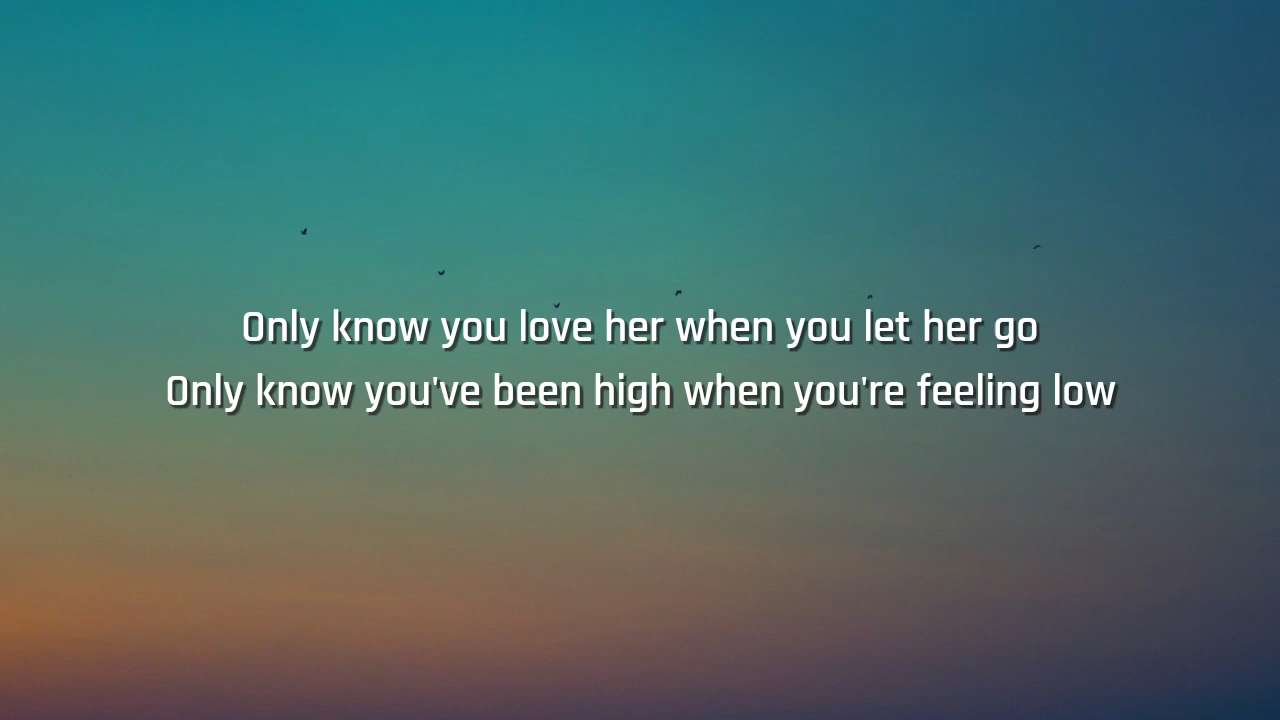 Only know you love her when you let her go
Only know you've been high when you're feeling low